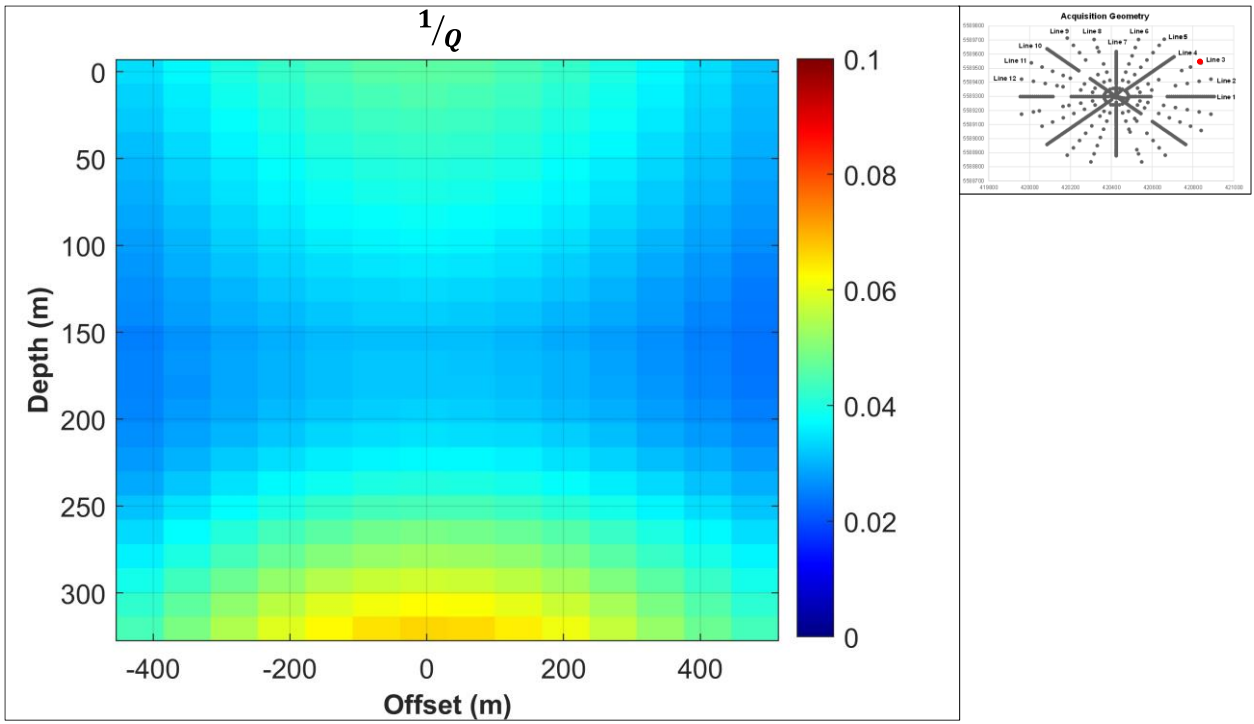 1/Q
0
50
100
150
200
250
300
Depth (m)
-400
-200
0
200
400
Offset (m)
0.1
0.08
0.06
0.04
0.02
0
Acquisition Geometry
Line 9
Line 8
Line 7
Line 6
Line 5
Line 10
Line 4
Line 3
Line 11
Line 12
Line 2
Line 1